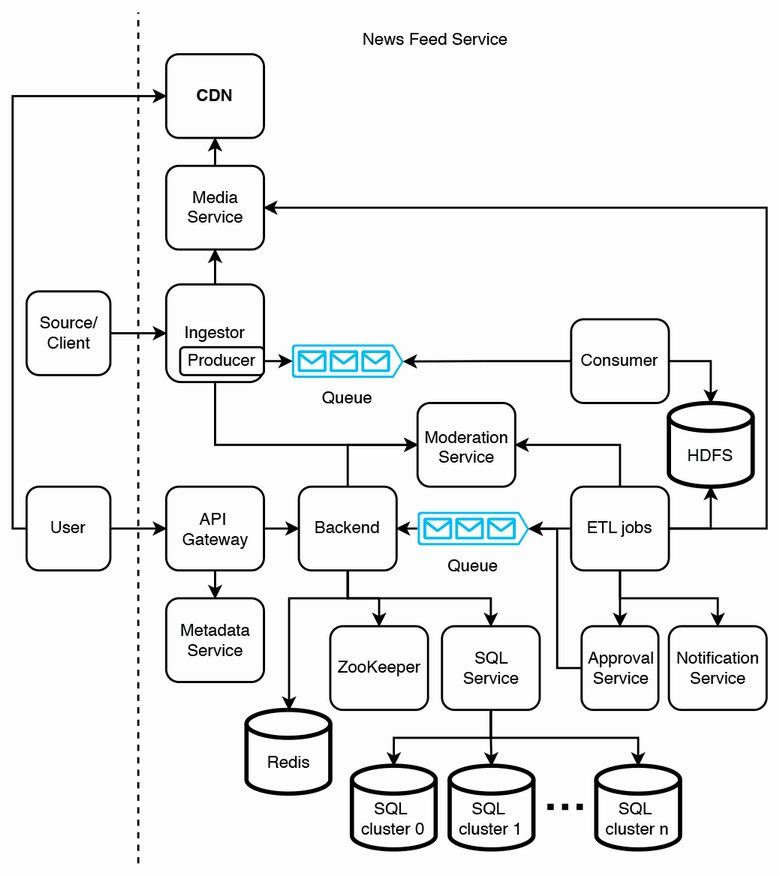 News Feed Service
CDN
Media
Service
Source/
Client
Ingestor
Producer
Queue
Consumer
HDFS
Moderation
Service
User
API
Gateway
Backend
Queue
ETL jobs
Metadata
Service
ZooKeeper
SQL
Service
Approval
Service
Notification
Service
Redis
SQL
cluster 0
SQL
cluster 1
SQL
cluster n